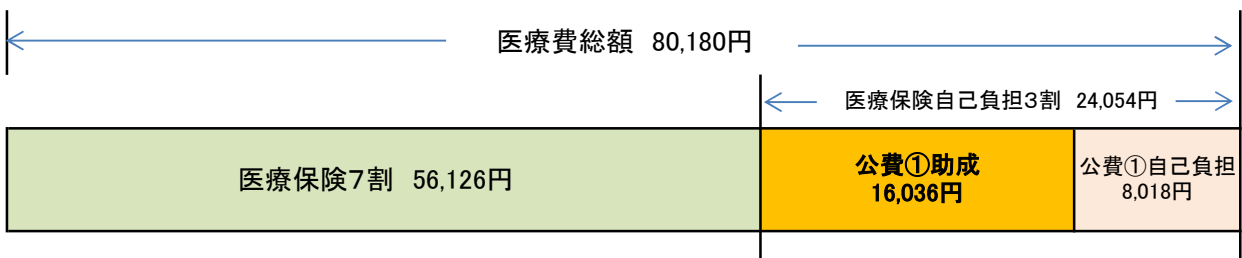 医療費総額 80,180円
医療保険自己負担３割 24,054円
医療保険７割 56,126円
公費①助成
16,036円
公費①自己負担
8,018円